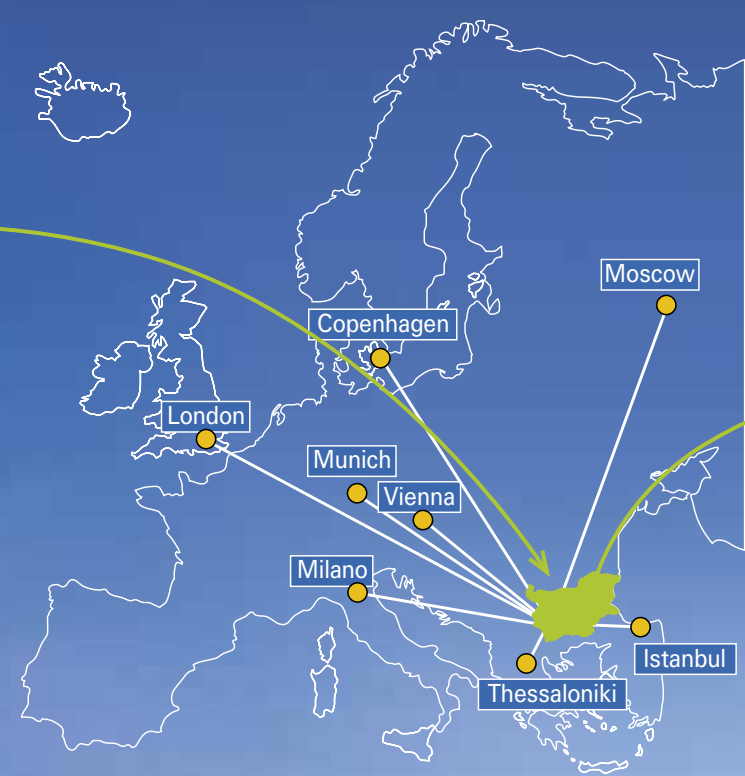 Moscow
Copenhagen
London
Munich
Vienna
Milano
Istanbul
Thessaloniki